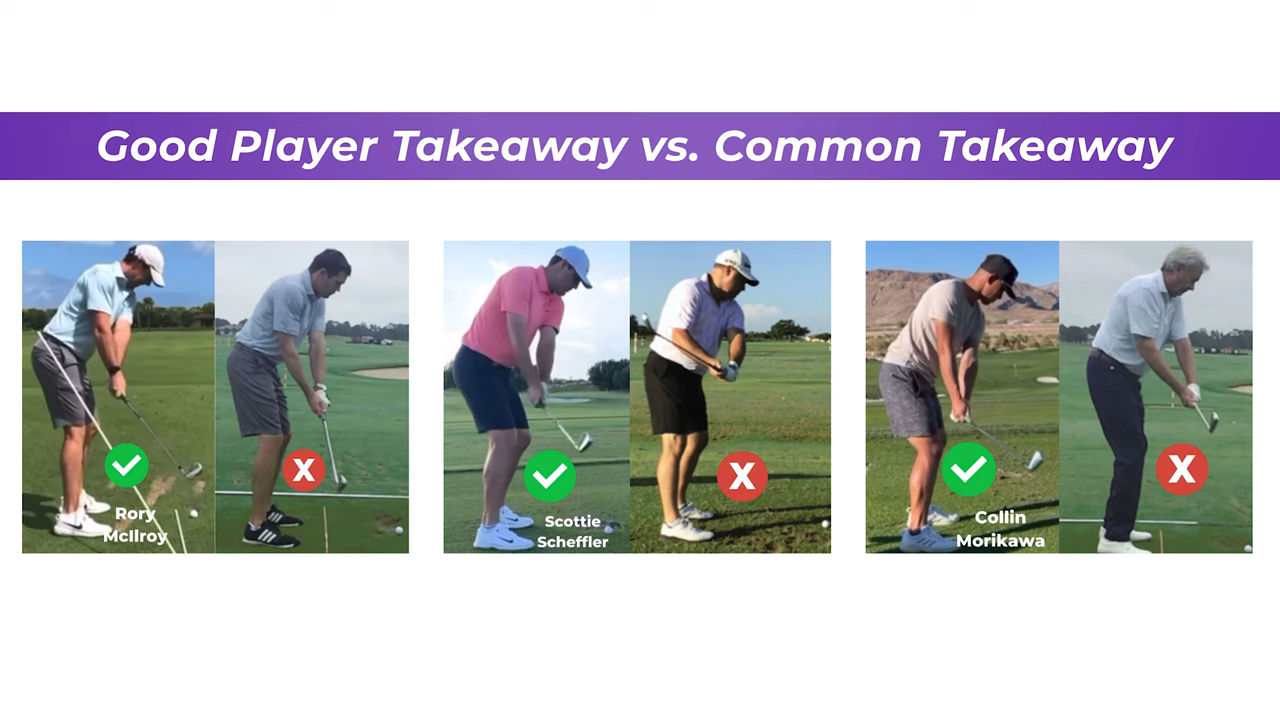 Good Player Takeaway vs. Common Takeaway
Rory
McIlroy
X
Scottie
Scheffler
X
Collin
Morikawa
X